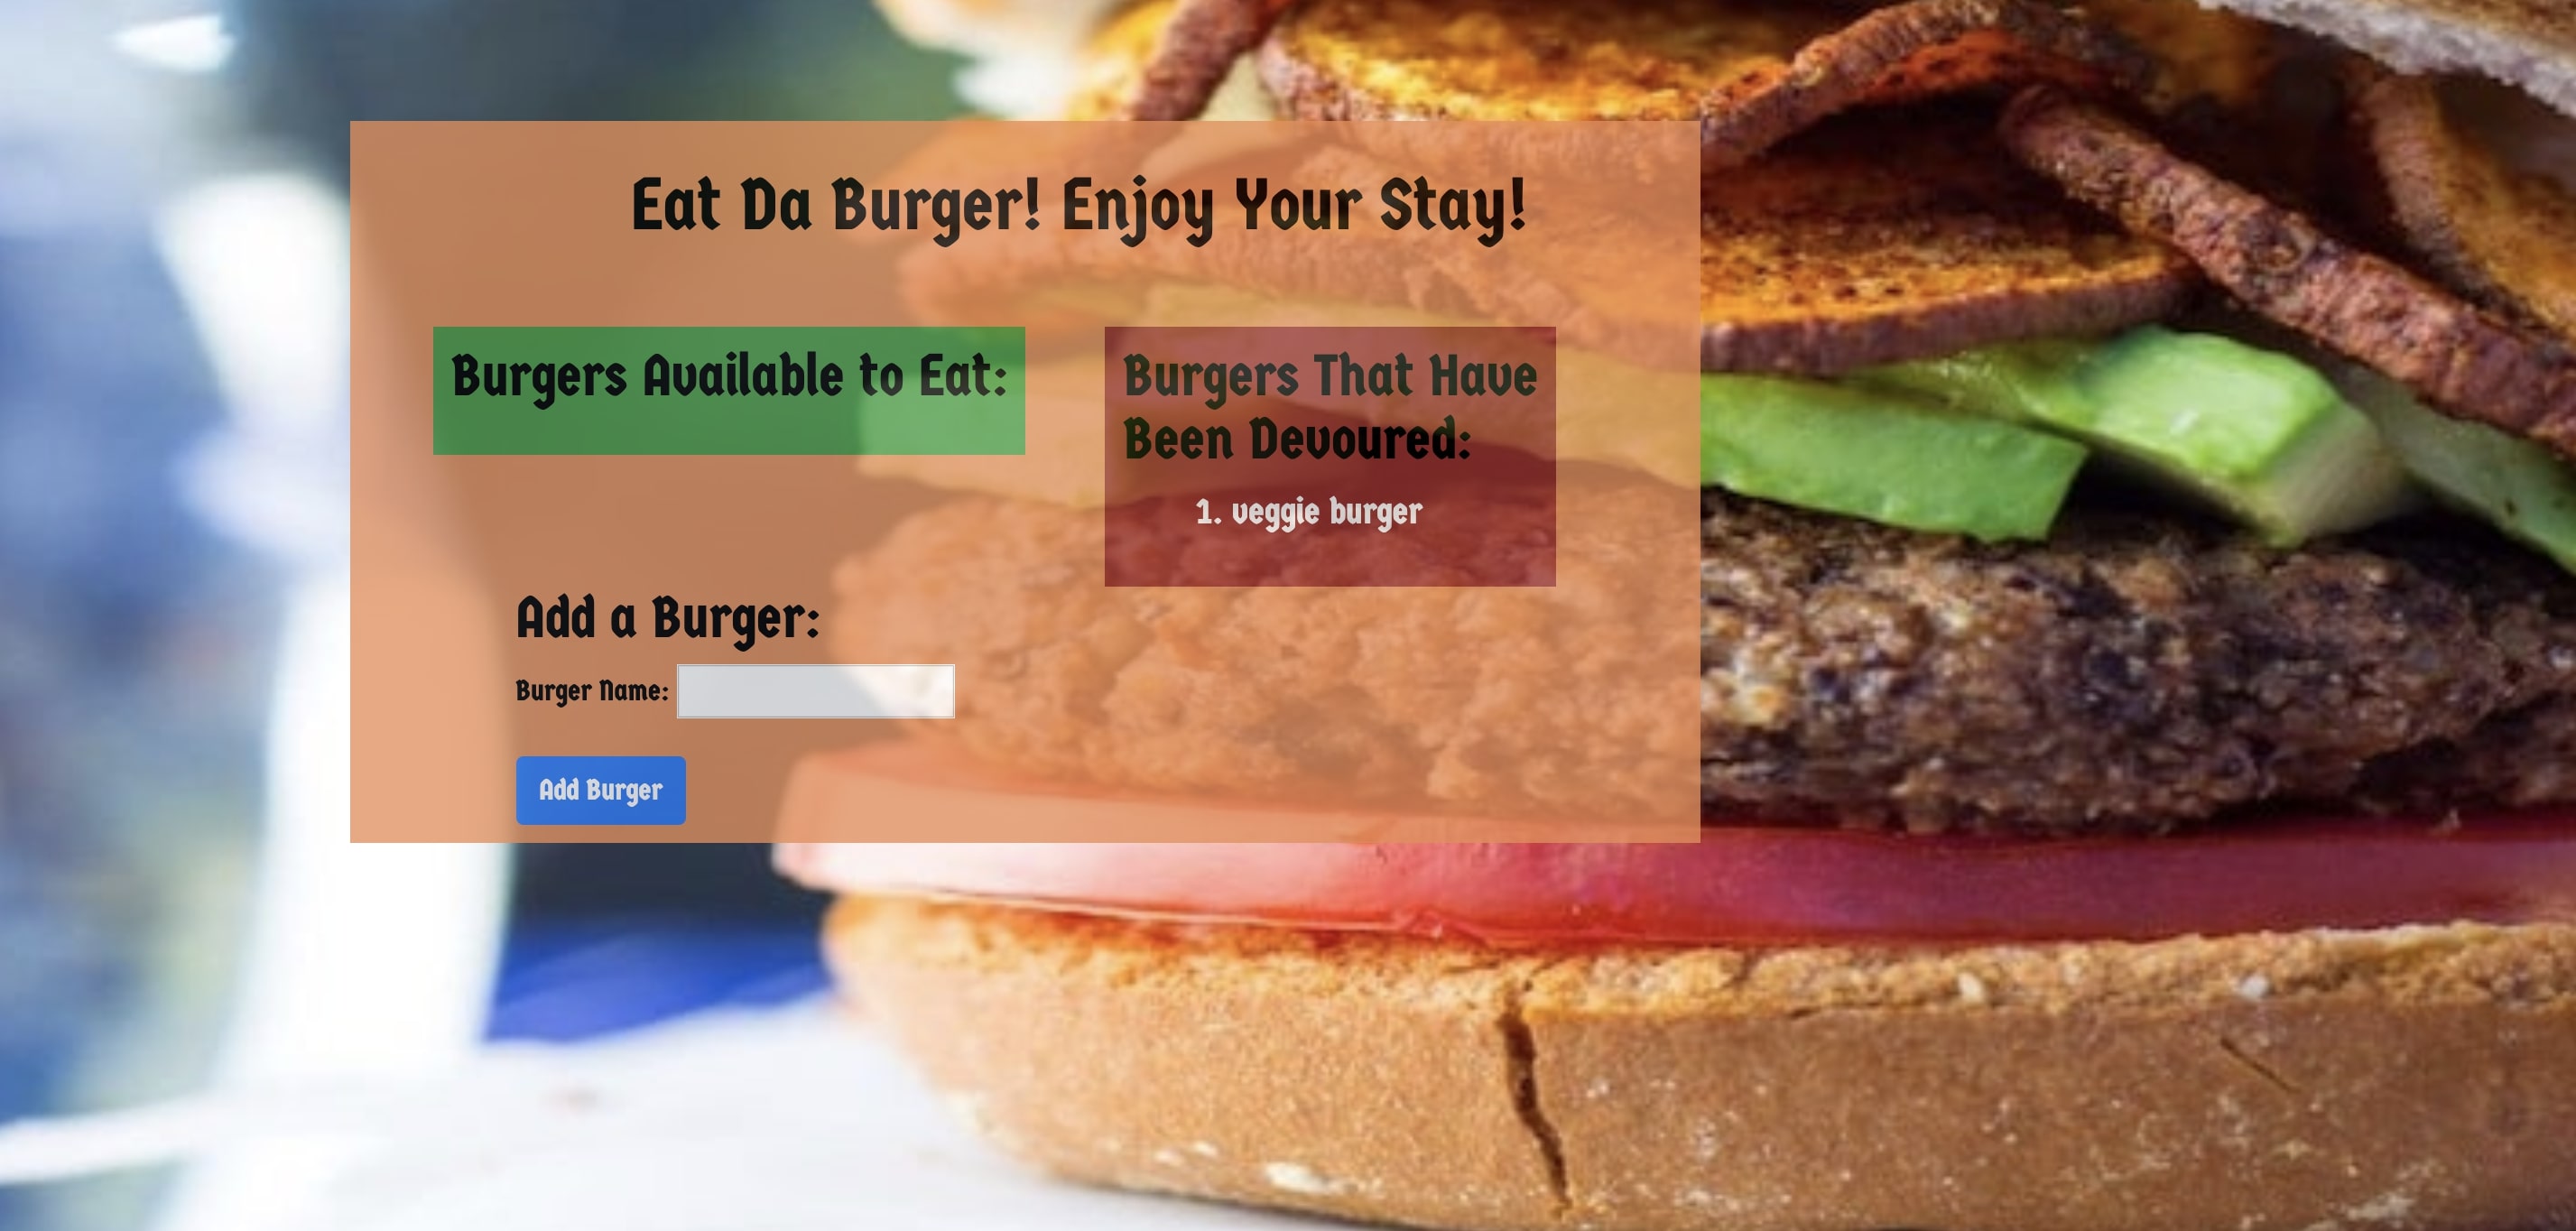 Eat Da Burger! Enjoy Your Stay!
Burgers Available to Eat:
Burgers That Have
Been Devoured:
1. veggie burger
Add a Burger:
Burger Name:
Add Burger